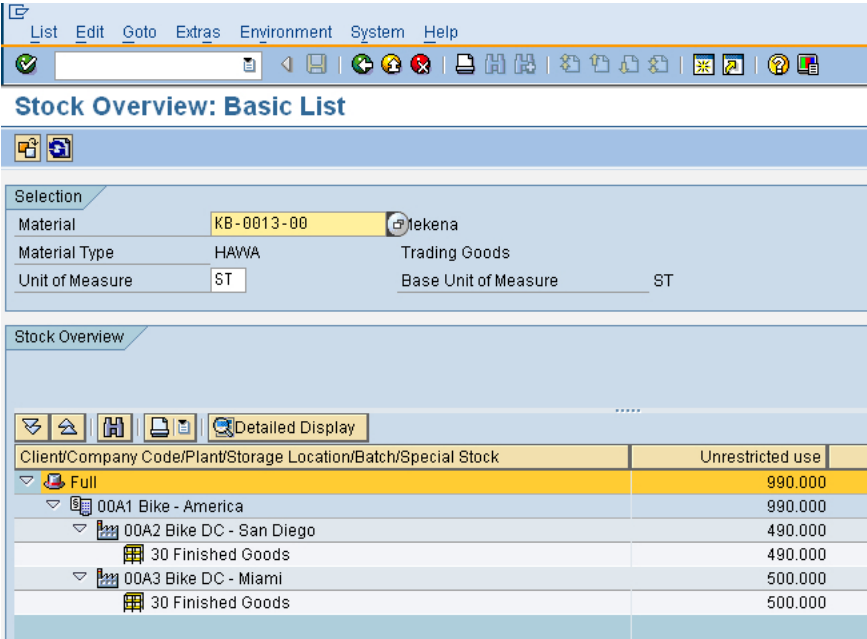 List Edit Goto Extras Environment System Help
Stock Overview: Basic List
Selection
Material KB-0013-00 Mekena
Material Type HAWA Trading Goods
Unit of Measure ST Base Unit of Measure ST
Stock Overview
Detailed Display
Client/Company Code/Plant/Storage Location/Batch/Special Stock Unrestricted use
Full 990.000
00A1 Bike - America 990.000
00A2 Bike DC - San Diego 490.000
30 Finished Goods 490.000
00A3 Bike DC - Miami 500.000
30 Finished Goods 500.000